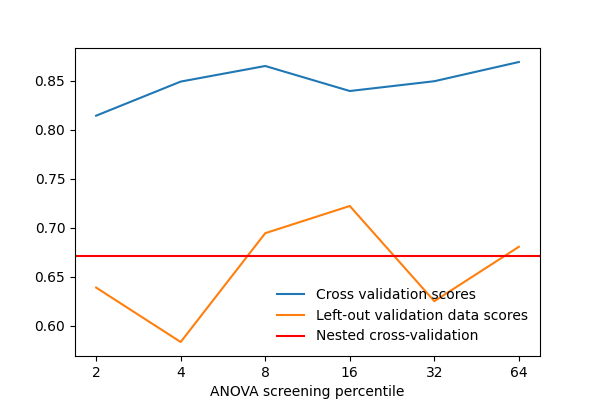 0.85
0.80
0.75
0.70
0.65
0.60
Cross validation scores
Left-out validation data scores
Nested cross-validation
2 4 8 16 32 64
ANOVA screening percentile